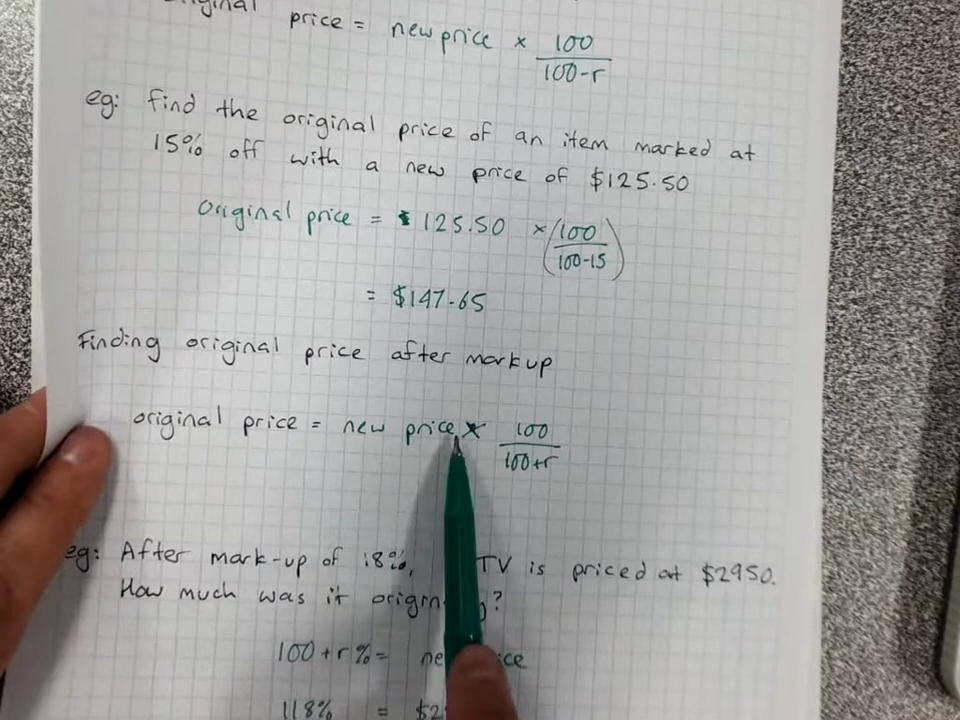 price = new price × 100/100-r
eg: Find the original price of an item marked at
15% off with a new price of $125.50
Original price = $125.50 × (100/100-15)
= $147.65
Finding original price after markup
original price = new price × 100/100+r
eg: After mark-up of 18%, TV is priced at $2950.
How much was it ?
100+r% =
118% =